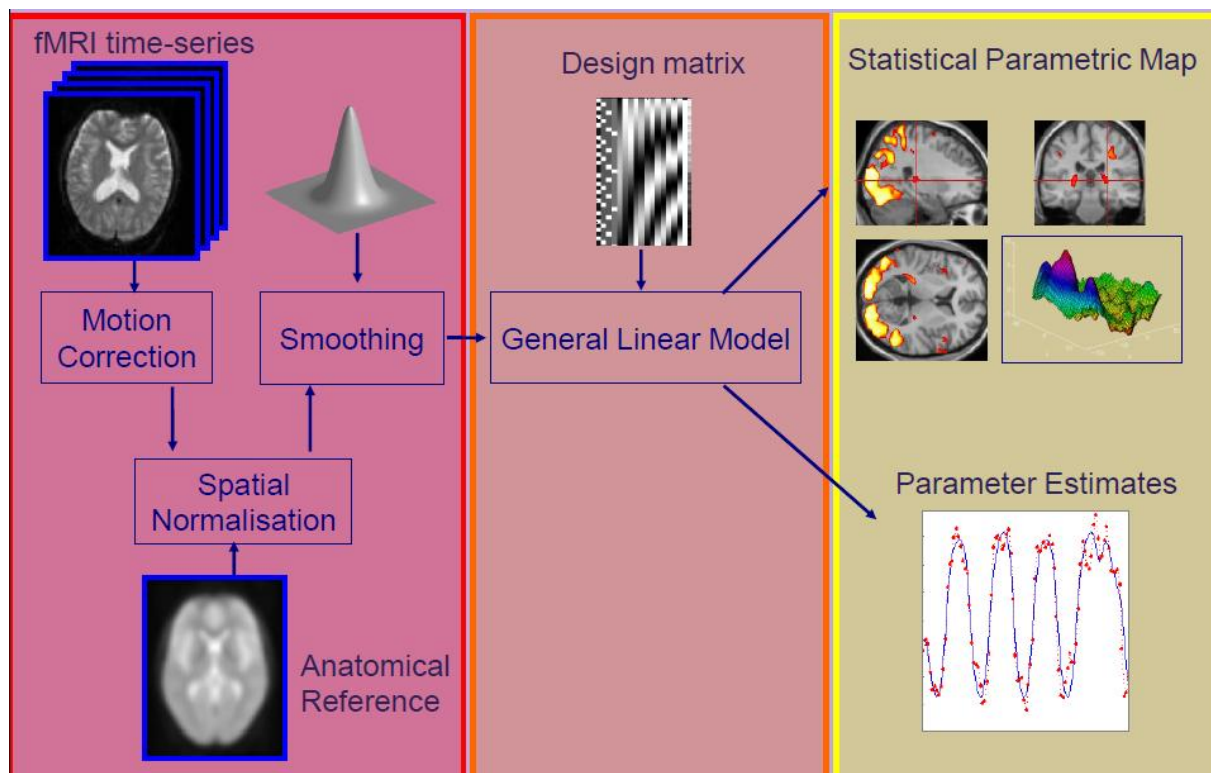 fMRI time-series
Motion
Correction
Smoothing
Spatial
Normalisation
Anatomical
Reference
Design matrix
General Linear Model
Statistical Parametric Map
Parameter Estimates